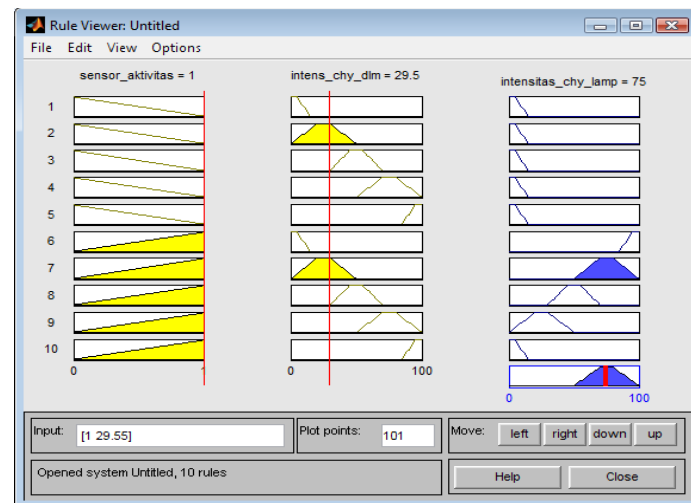 Rule Viewer: Untitled
File Edit View Options
sensor_aktivitas = 1
intens_chy_dlm = 29.5
intensitas_chy_lamp = 75
1
2
3
4
5
6
7
8
9
10
0 1
0 100
0 100
Input: [1 29.55]
Plot points: 101
Move: left right down up
Opened system Untitled, 10 rules
Help Close